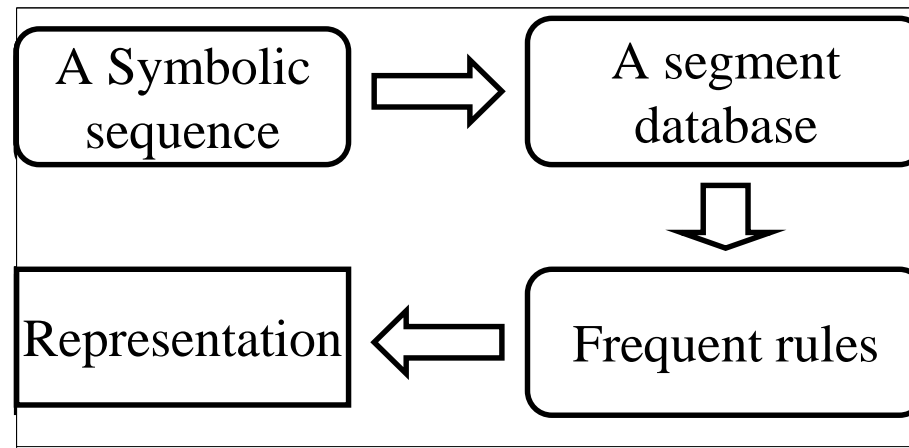 A Symbolic
sequence
A segment
database
Frequent rules
Representation